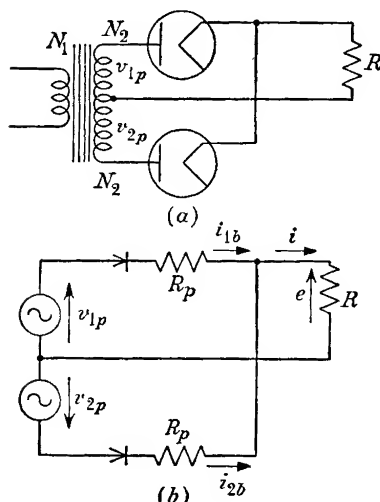 N₁ N₂
v₁ₚ
R
v₂ₚ
N₂
(a)
i₁b i
Rₚ
e R
v₁ₚ
v₂ₚ
Rₚ
i₂b
(b)